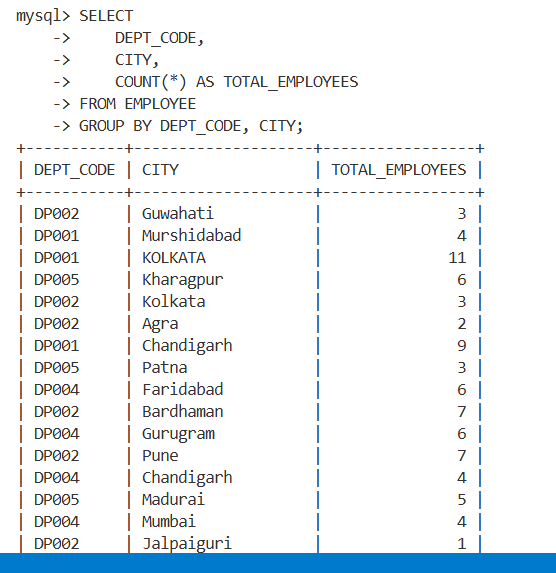 mysql> SELECT
    ->     DEPT_CODE,
    ->     CITY,
    ->     COUNT(*) AS TOTAL_EMPLOYEES
    -> FROM EMPLOYEE
    -> GROUP BY DEPT_CODE, CITY;
+-----------+--------------------+-----------------+
| DEPT_CODE | CITY               | TOTAL_EMPLOYEES |
+-----------+--------------------+-----------------+
| DP002     | Guwahati           |               3 |
| DP001     | Murshidabad        |               4 |
| DP001     | KOLKATA            |              11 |
| DP005     | Kharagpur          |               6 |
| DP002     | Kolkata            |               3 |
| DP002     | Agra               |               2 |
| DP001     | Chandigarh         |               9 |
| DP005     | Patna              |               3 |
| DP004     | Faridabad          |               6 |
| DP002     | Bardhaman          |               7 |
| DP004     | Gurugram           |               6 |
| DP002     | Pune               |               7 |
| DP004     | Chandigarh         |               4 |
| DP005     | Madurai            |               5 |
| DP004     | Mumbai             |               4 |
| DP002     | Jalpaiguri         |               1 |